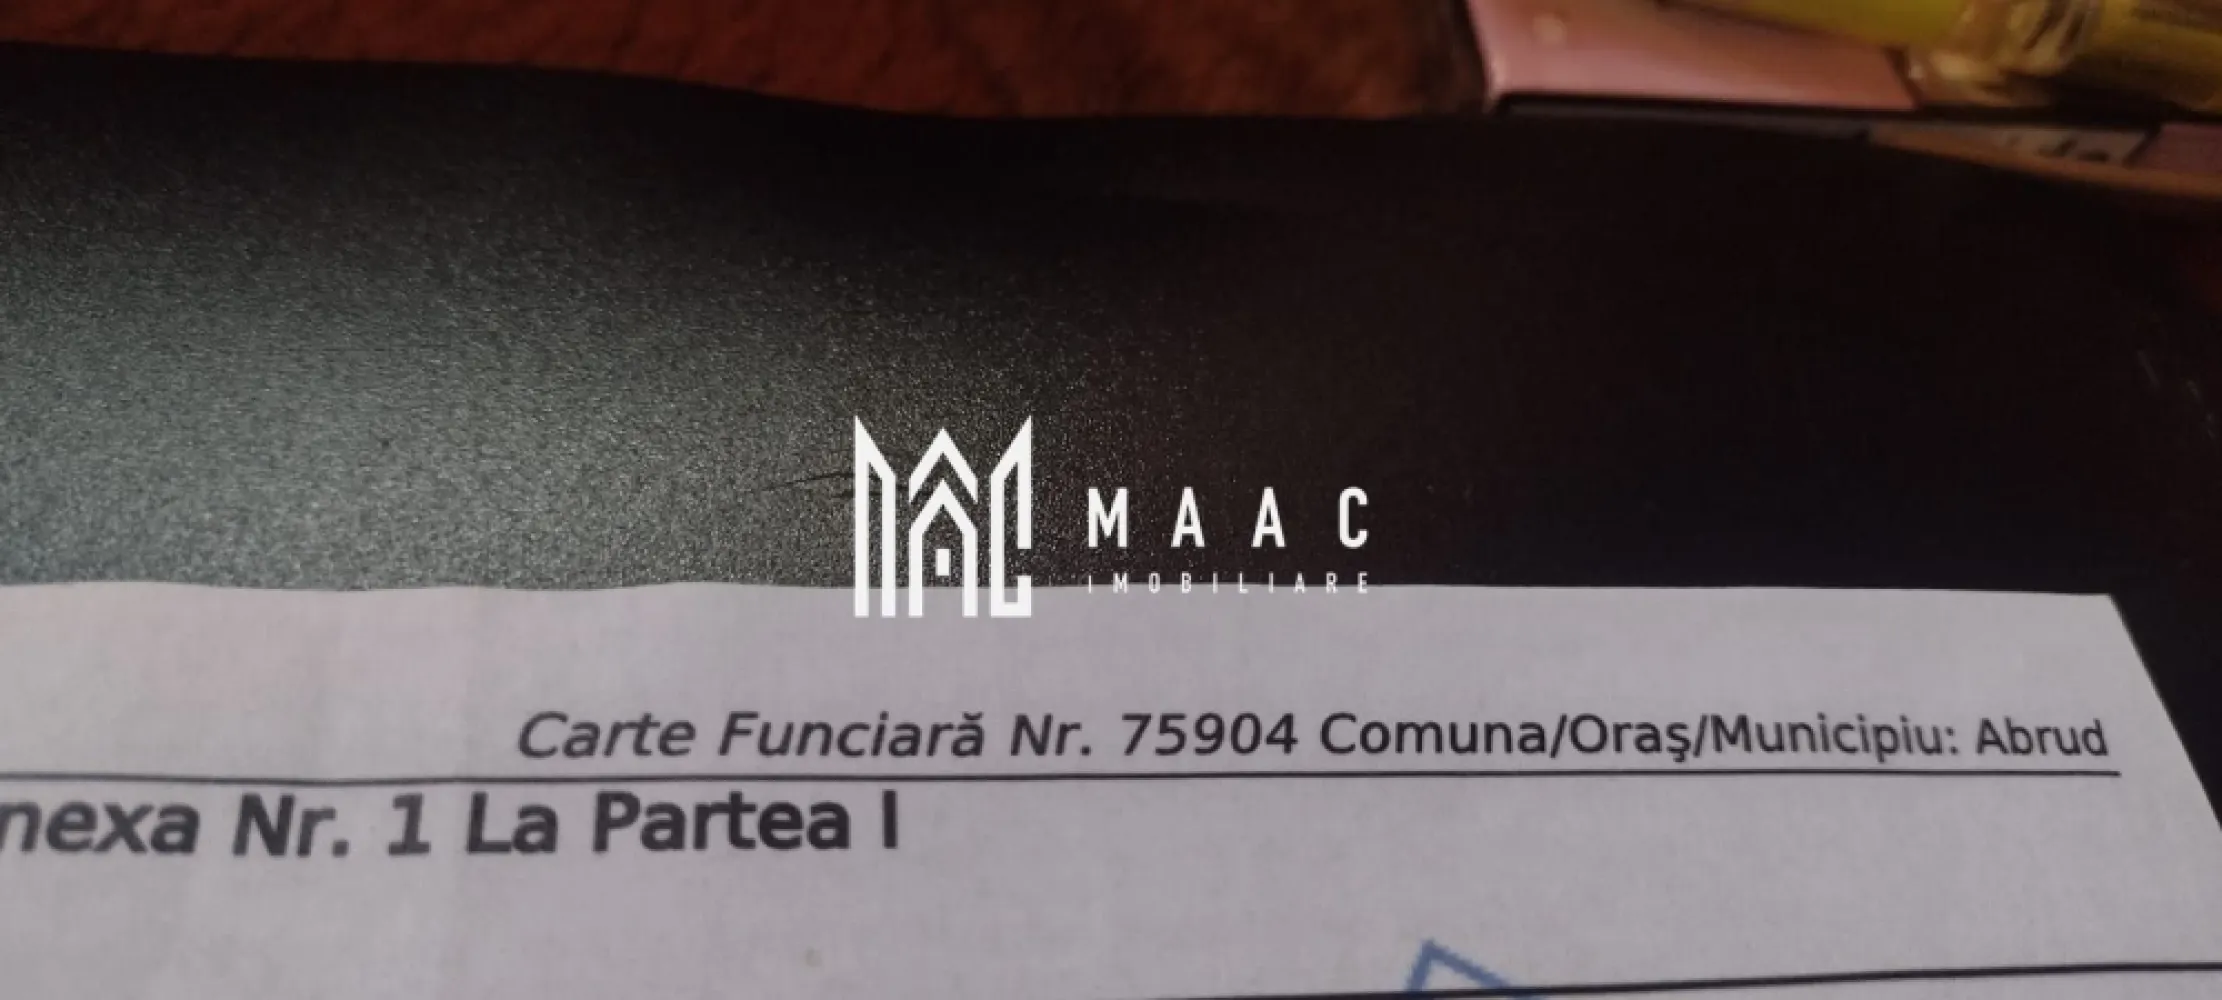 MAAC
IMOBILIARE
Carte Funciară Nr. 75904 Comuna/Oraş/Municipiu: Abrud
nexa Nr. 1 La Partea I